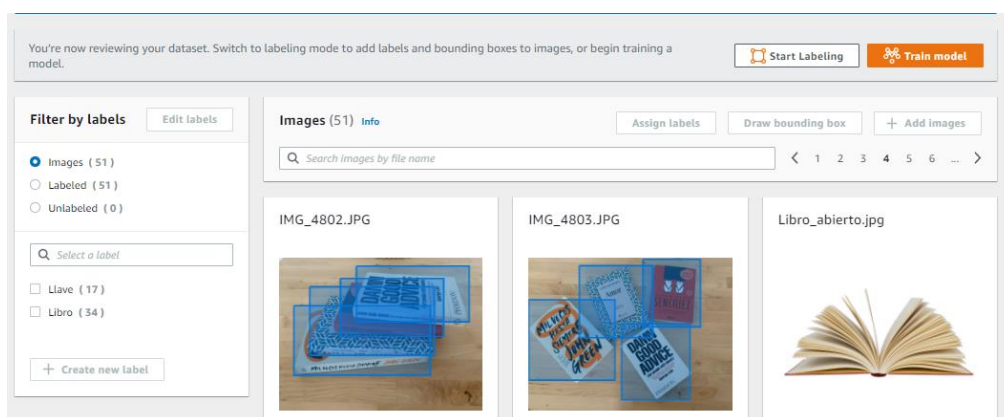 You're now reviewing your dataset. Switch to labeling mode to add labels and bounding boxes to images, or begin training a
model.
Start Labeling
Train model
Filter by labels
Edit labels
Images (51)
Labeled (51)
Unlabeled (0)
Select a label
Llave (17)
Libro (34)
+ Create new label
Images (51) Info
Assign labels
Draw bounding box
+ Add images
Search images by file name
< 1 2 3 4 5 6 ... >
IMG_4802.JPG
DAMN
GOOD
ADVICE
IMG_4803.JPG
JOHN
GREEN
DAMN
GOOD
ADVICE
Libro_abierto.jpg